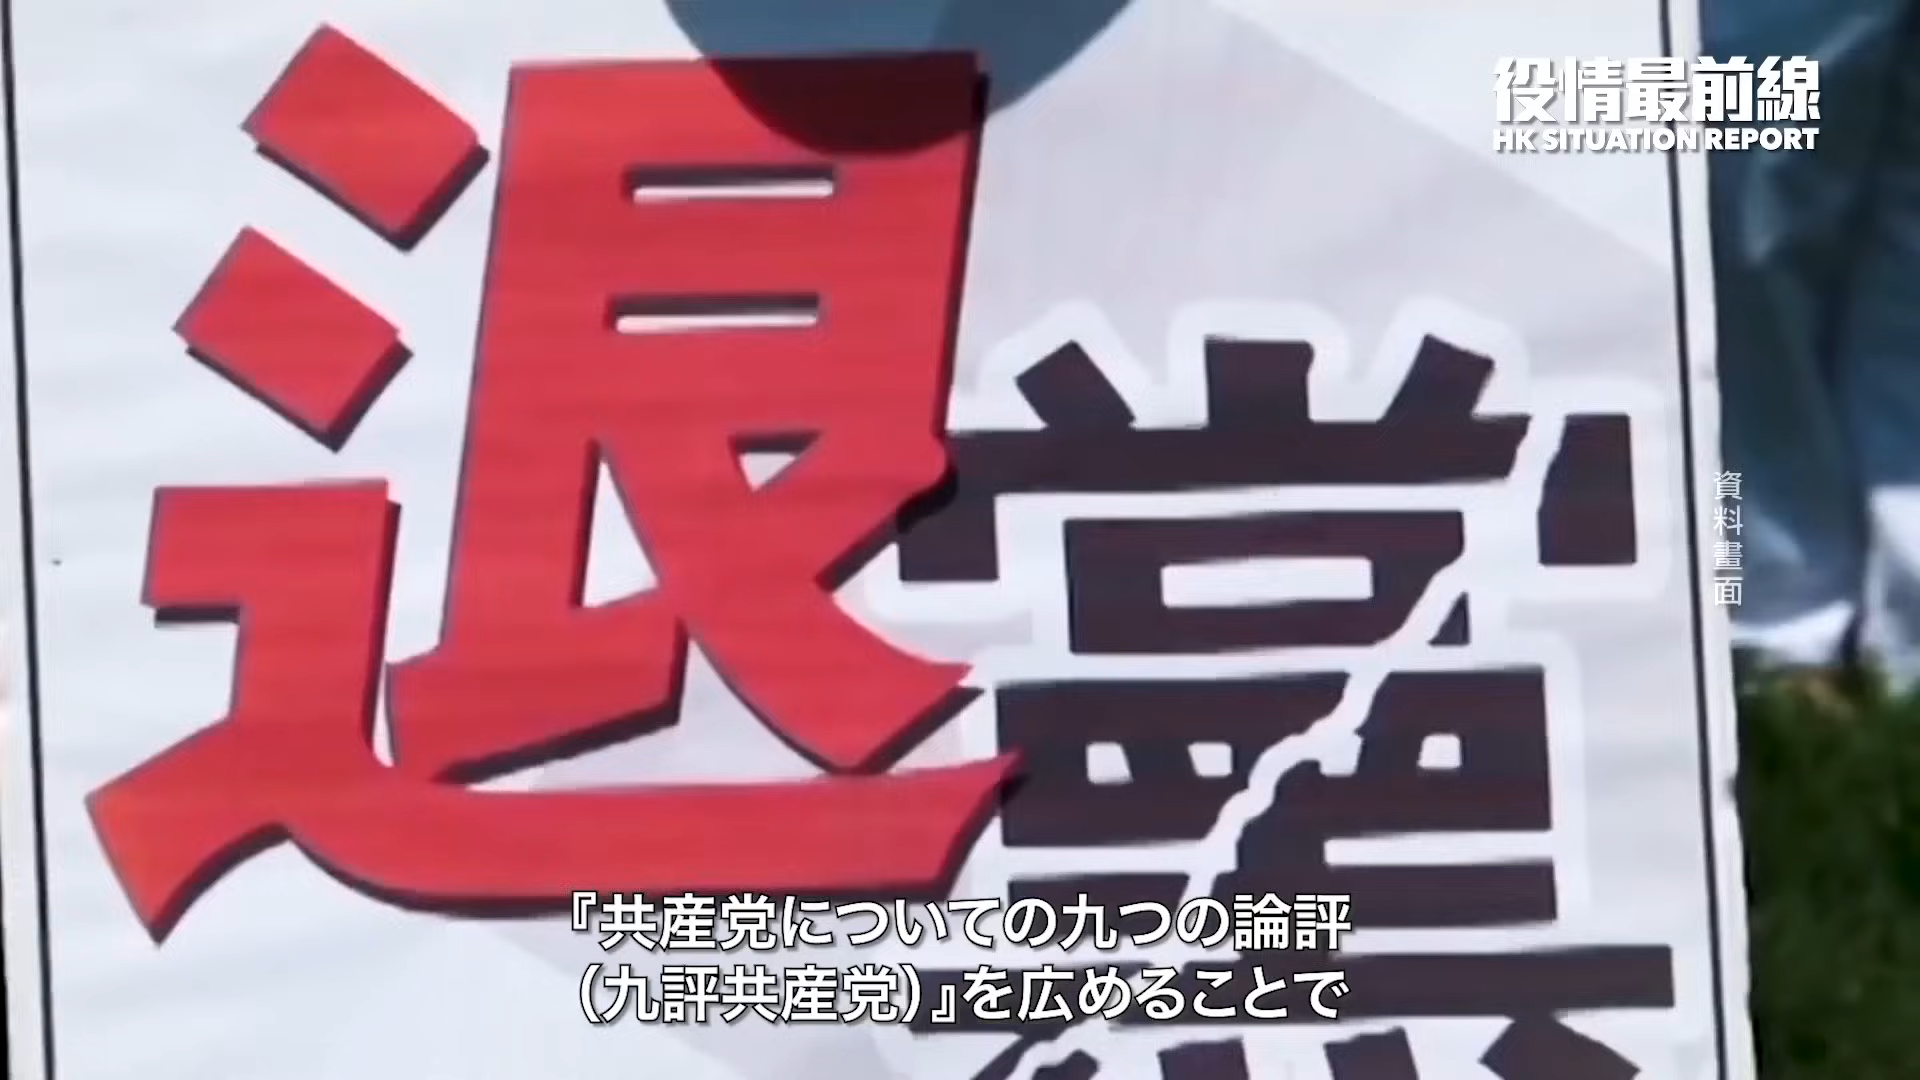 役情最前線
HK SITUATION REPORT
退黨
資料畫面
『共産党についての九つの論評
（九評共産党）』を広めることで